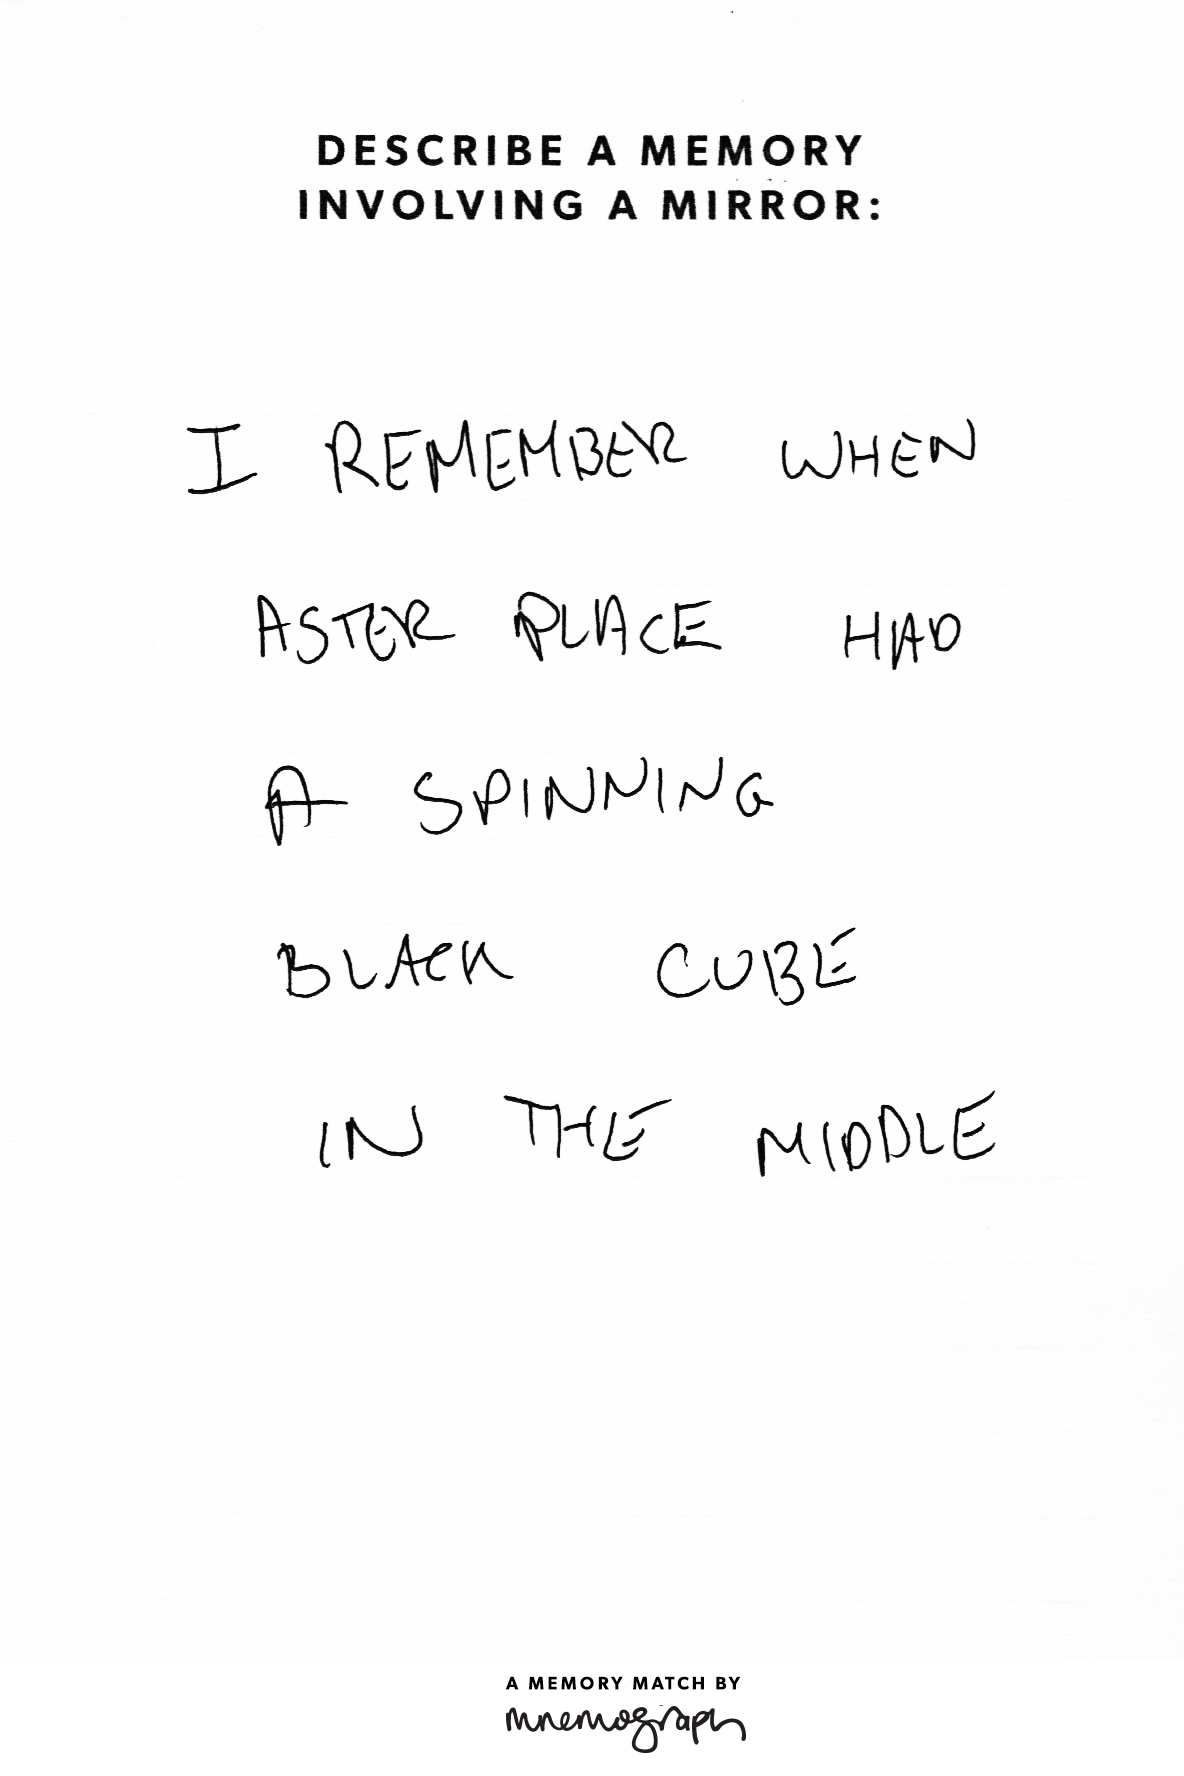 DESCRIBE A MEMORY
INVOLVING A MIRROR:
I REMEMBER WHEN
ASTER PLACE HAD
A SPINNING
BLACK CUBE
IN THE MIDDLE
A MEMORY MATCH BY
mnemograph